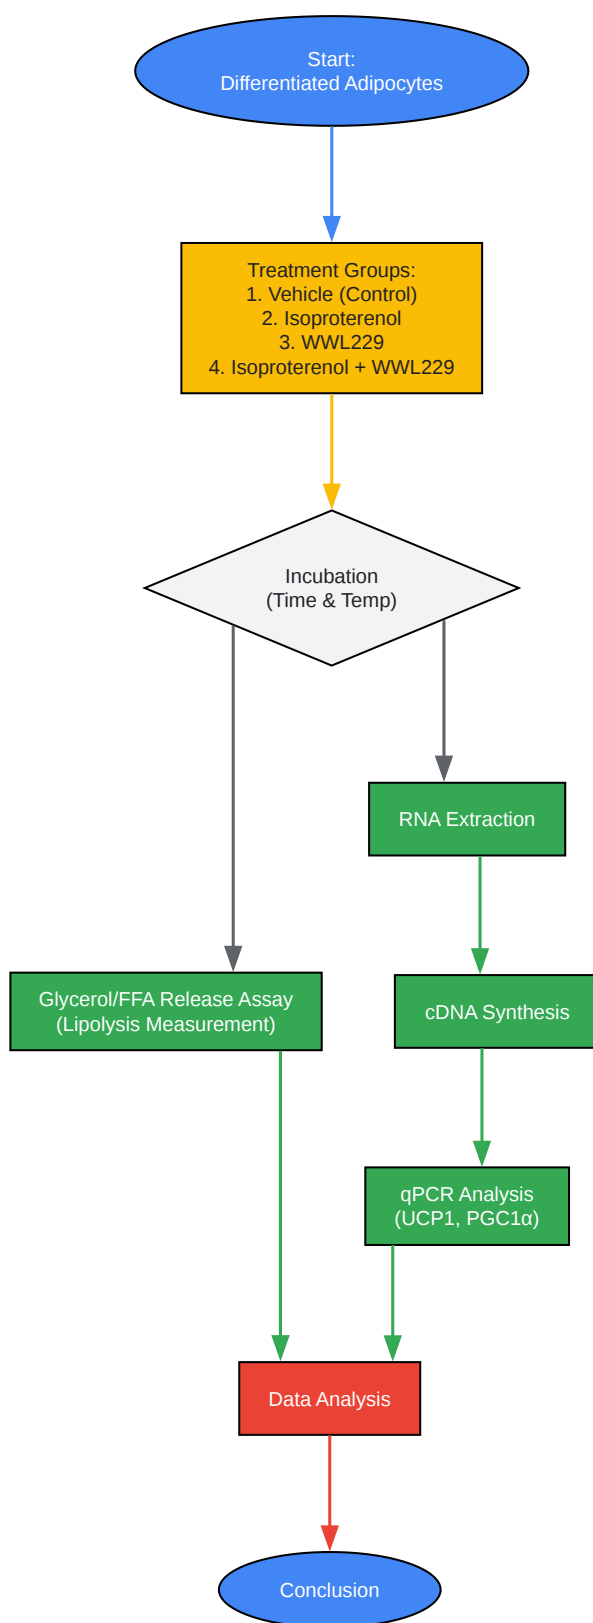 Start:
Differentiated Adipocytes
Treatment Groups:
1. Vehicle (Control)
2. Isoproterenol
3. WWL229
4. Isoproterenol + WWL229
Incubation
(Time & Temp)
RNA Extraction
Glycerol/FFA Release Assay
(Lipolysis Measurement)
cDNA Synthesis
qPCR Analysis
(UCP1, PGC1α)
Data Analysis
Conclusion